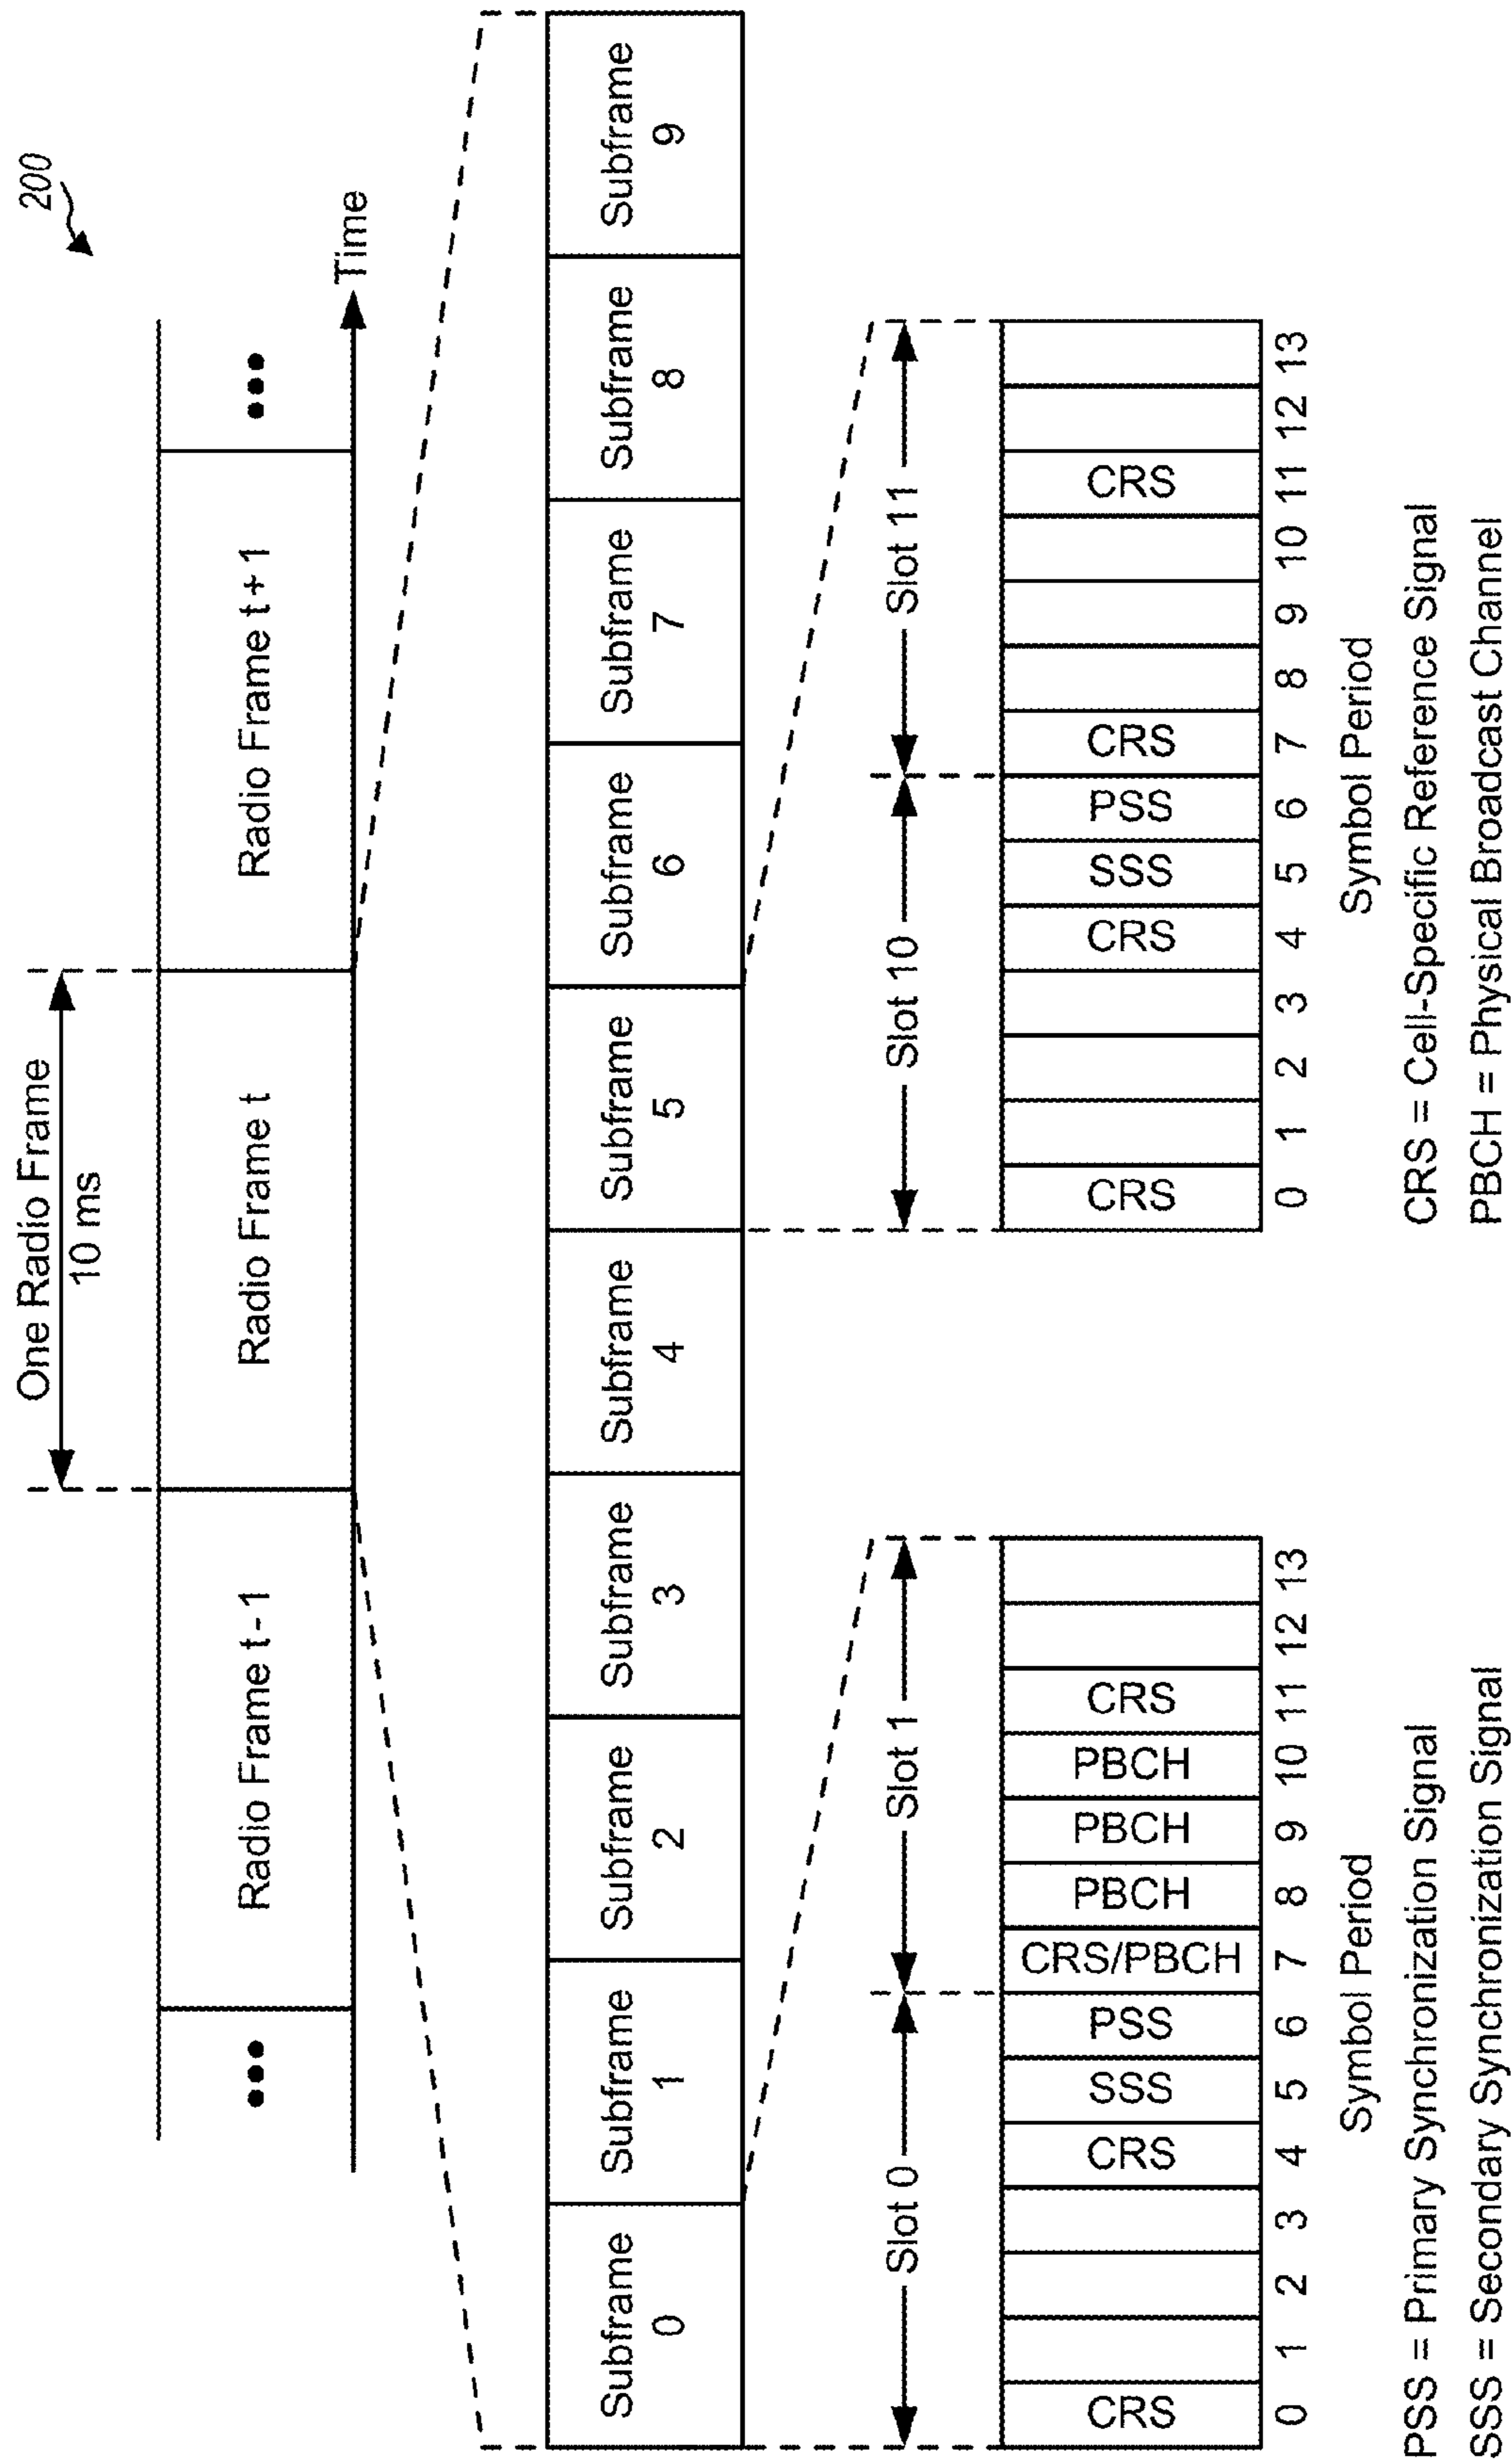 200
One Radio Frame
10 ms
••• Radio Frame t-1 Radio Frame t Radio Frame t+1 •••
Time
Subframe 0 Subframe 1 Subframe 2 Subframe 3 Subframe 4 Subframe 5 Subframe 6 Subframe 7 Subframe 8 Subframe 9
Slot 0 Slot 1
CRS CRS SSS PSS CRS/PBCH PBCH PBCH PBCH CRS
0 1 2 3 4 5 6 7 8 9 10 11 12 13
Symbol Period
Slot 10 Slot 11
CRS CRS SSS PSS CRS CRS
0 1 2 3 4 5 6 7 8 9 10 11 12 13
Symbol Period
PSS = Primary Synchronization Signal
SSS = Secondary Synchronization Signal
CRS = Cell-Specific Reference Signal
PBCH = Physical Broadcast Channel